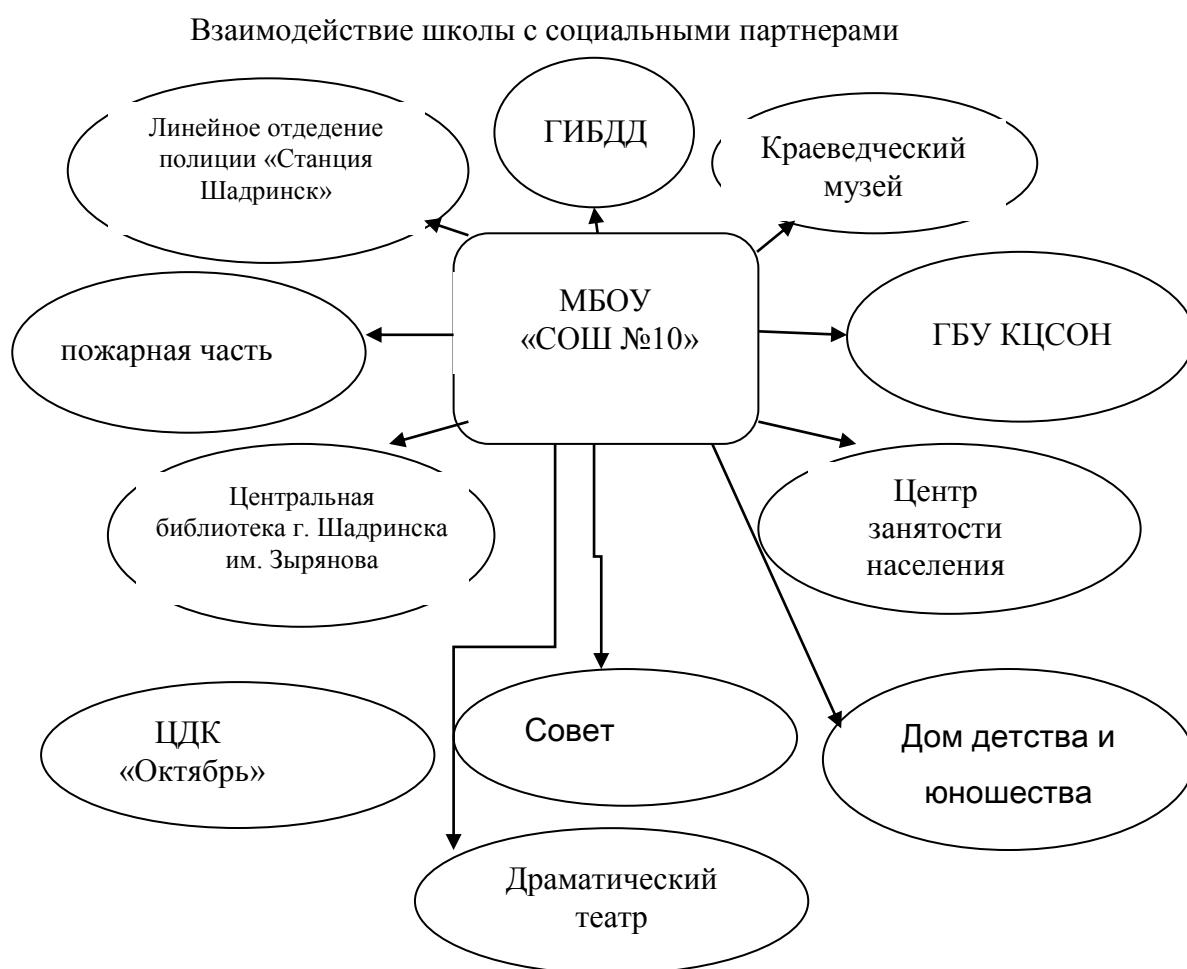 Взаимодействие школы с социальными партнерами
Линейное отдедение
полиции «Станция
Шадринск»
ГИБДД
Краеведческий
музей
МБОУ
«СОШ №10»
пожарная часть
ГБУ КЦСОН
Центральная
библиотека г. Шадринска
им. Зырянова
Центр
занятости
населения
ЦДК
«Октябрь»
Совет
Дом детства и
юношества
Драматический
театр